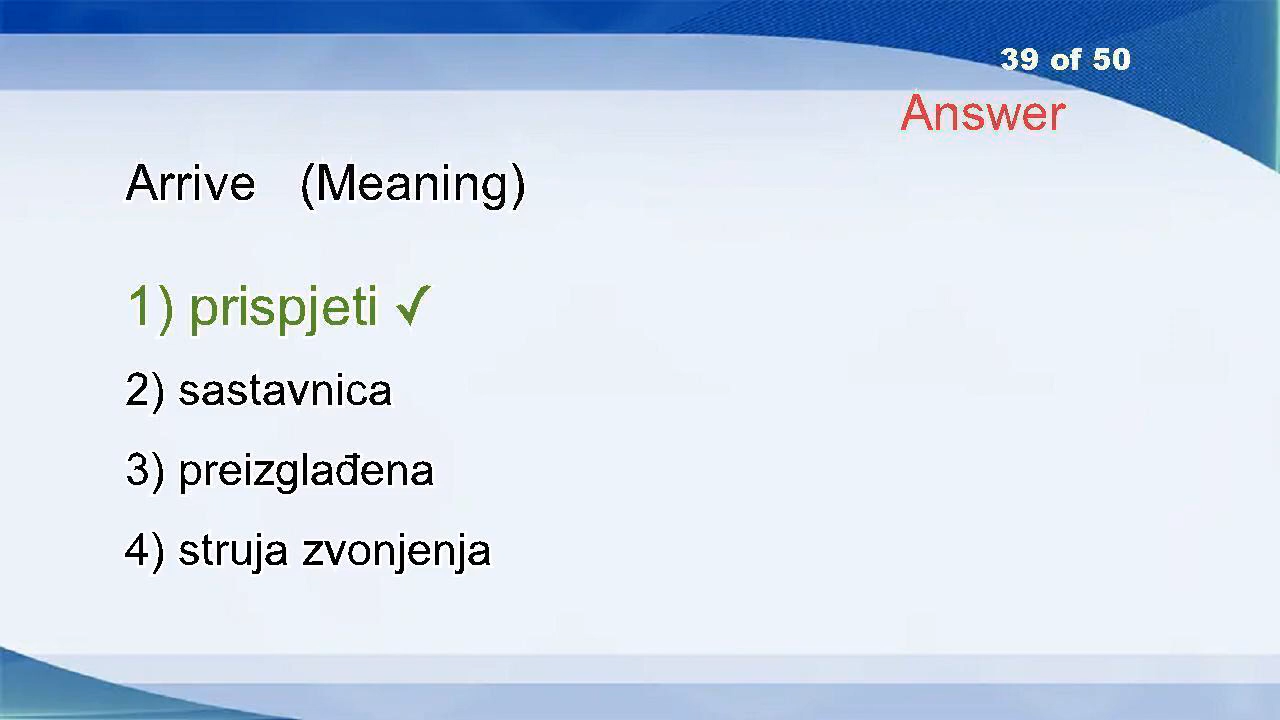 39 of 50
Answer
Arrive (Meaning)
1) prispjeti ✓
2) sastavnica
3) preizglađena
4) struja zvonjenja